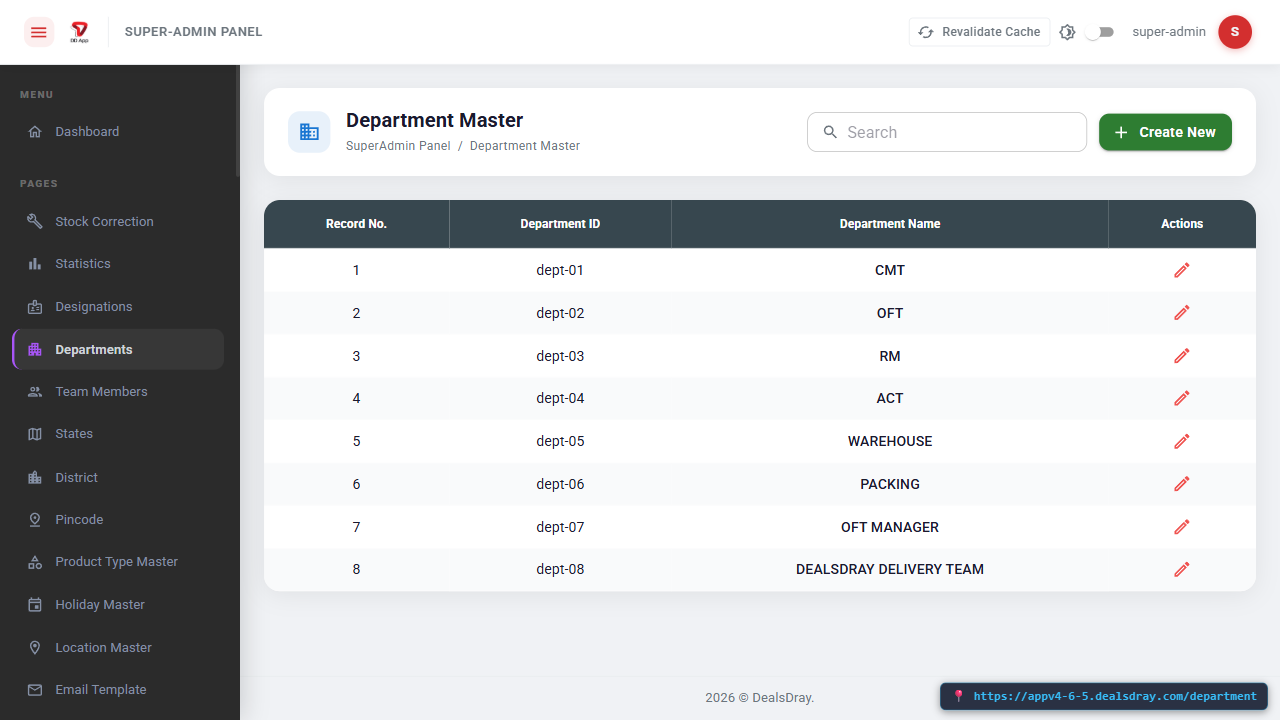 DD App
SUPER-ADMIN PANEL
Revalidate Cache
super-admin
S
MENU
Dashboard
PAGES
Stock Correction
Statistics
Designations
Departments
Team Members
States
District
Pincode
Product Type Master
Holiday Master
Location Master
Email Template
Department Master
SuperAdmin Panel / Department Master
Search
Create New
Record No. Department ID Department Name Actions
1 dept-01 CMT
2 dept-02 OFT
3 dept-03 RM
4 dept-04 ACT
5 dept-05 WAREHOUSE
6 dept-06 PACKING
7 dept-07 OFT MANAGER
8 dept-08 DEALSDRAY DELIVERY TEAM
2026 © DealsDray.
https://appv4-6-5.dealsdray.com/department